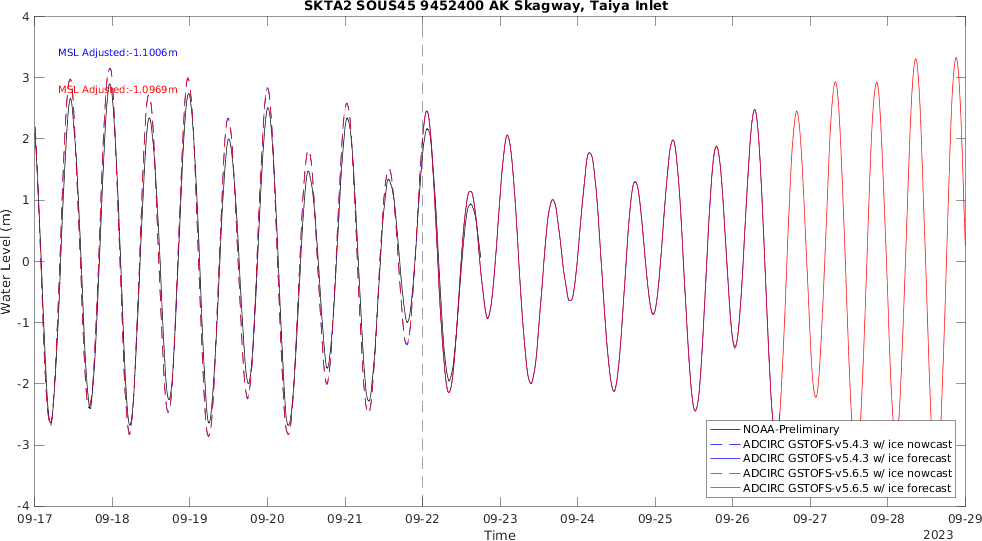 SKTA2 SOUS45 9452400 AK Skagway, Taiya Inlet
MSL Adjusted:-1.1006m
MSL Adjusted:-1.0969m
4
3
2
1
0
-1
-2
-3
-4
Water Level (m)
NOAA-Preliminary
ADCIRC GSTOFS-v5.4.3 w/ ice nowcast
ADCIRC GSTOFS-v5.4.3 w/ ice forecast
ADCIRC GSTOFS-v5.6.5 w/ ice nowcast
ADCIRC GSTOFS-v5.6.5 w/ ice forecast
09-17 09-18 09-19 09-20 09-21 09-22 09-23 09-24 09-25 09-26 09-27 09-28 09-29
Time
2023